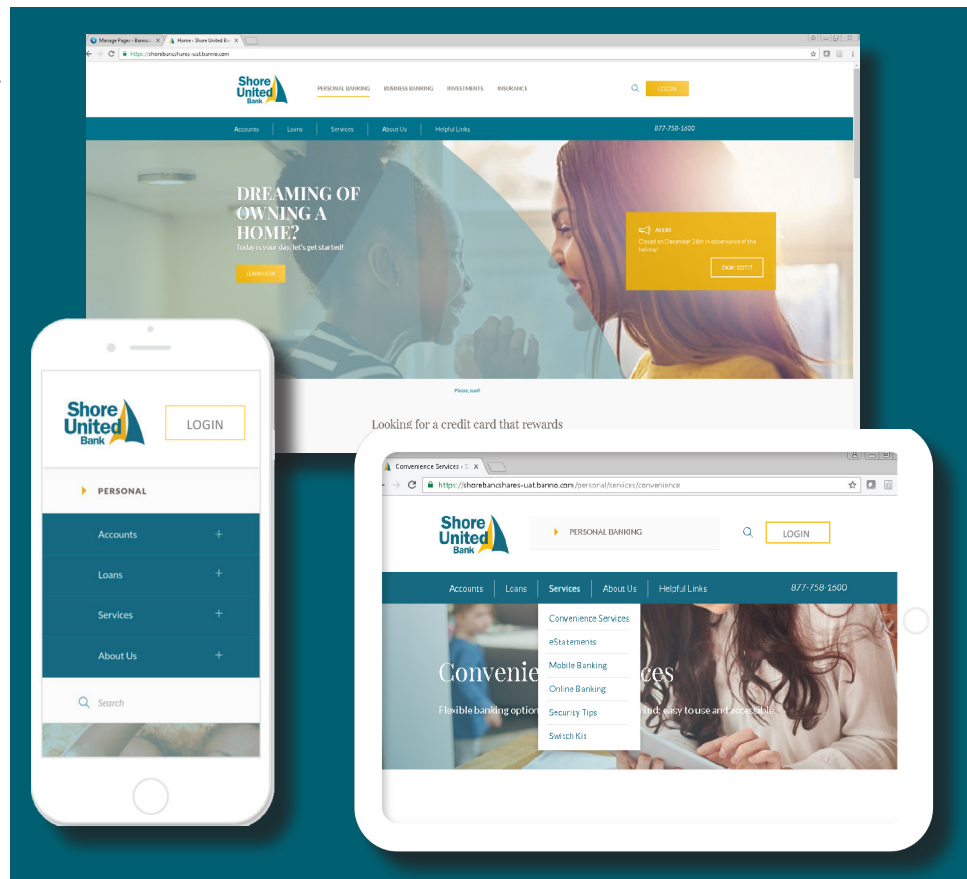 Manage Pages - Banno
Home - Shore United Ba
https://shorebancshares-uat.banno.com
Shore
United
Bank
PERSONAL BANKING
BUSINESS BANKING
INVESTMENTS
INSURANCE
LOGIN
Accounts
Loans
Services
About Us
Helpful Links
877-758-1600
DREAMING OF
OWNING A
HOME?
Today is your day, let's get started!
LEARN HOW
ALERT
Closed on December 26th in observance of the
holiday!
OKAY, GOT IT
Please, scroll
Looking for a credit card that rewards
Shore
United
Bank
LOGIN
PERSONAL
Accounts
Loans
Services
About Us
Search
Convenience Services
https://shorebancshares-uat.banno.com/personal/services/convenience
Shore
United
Bank
PERSONAL BANKING
LOGIN
Accounts
Loans
Services
About Us
Helpful Links
877-758-1600
Convenience Services
eStatements
Mobile Banking
Online Banking
Security Tips
Switch Kit
Convenie ces
Flexible banking option ind; easy to use and accessible.